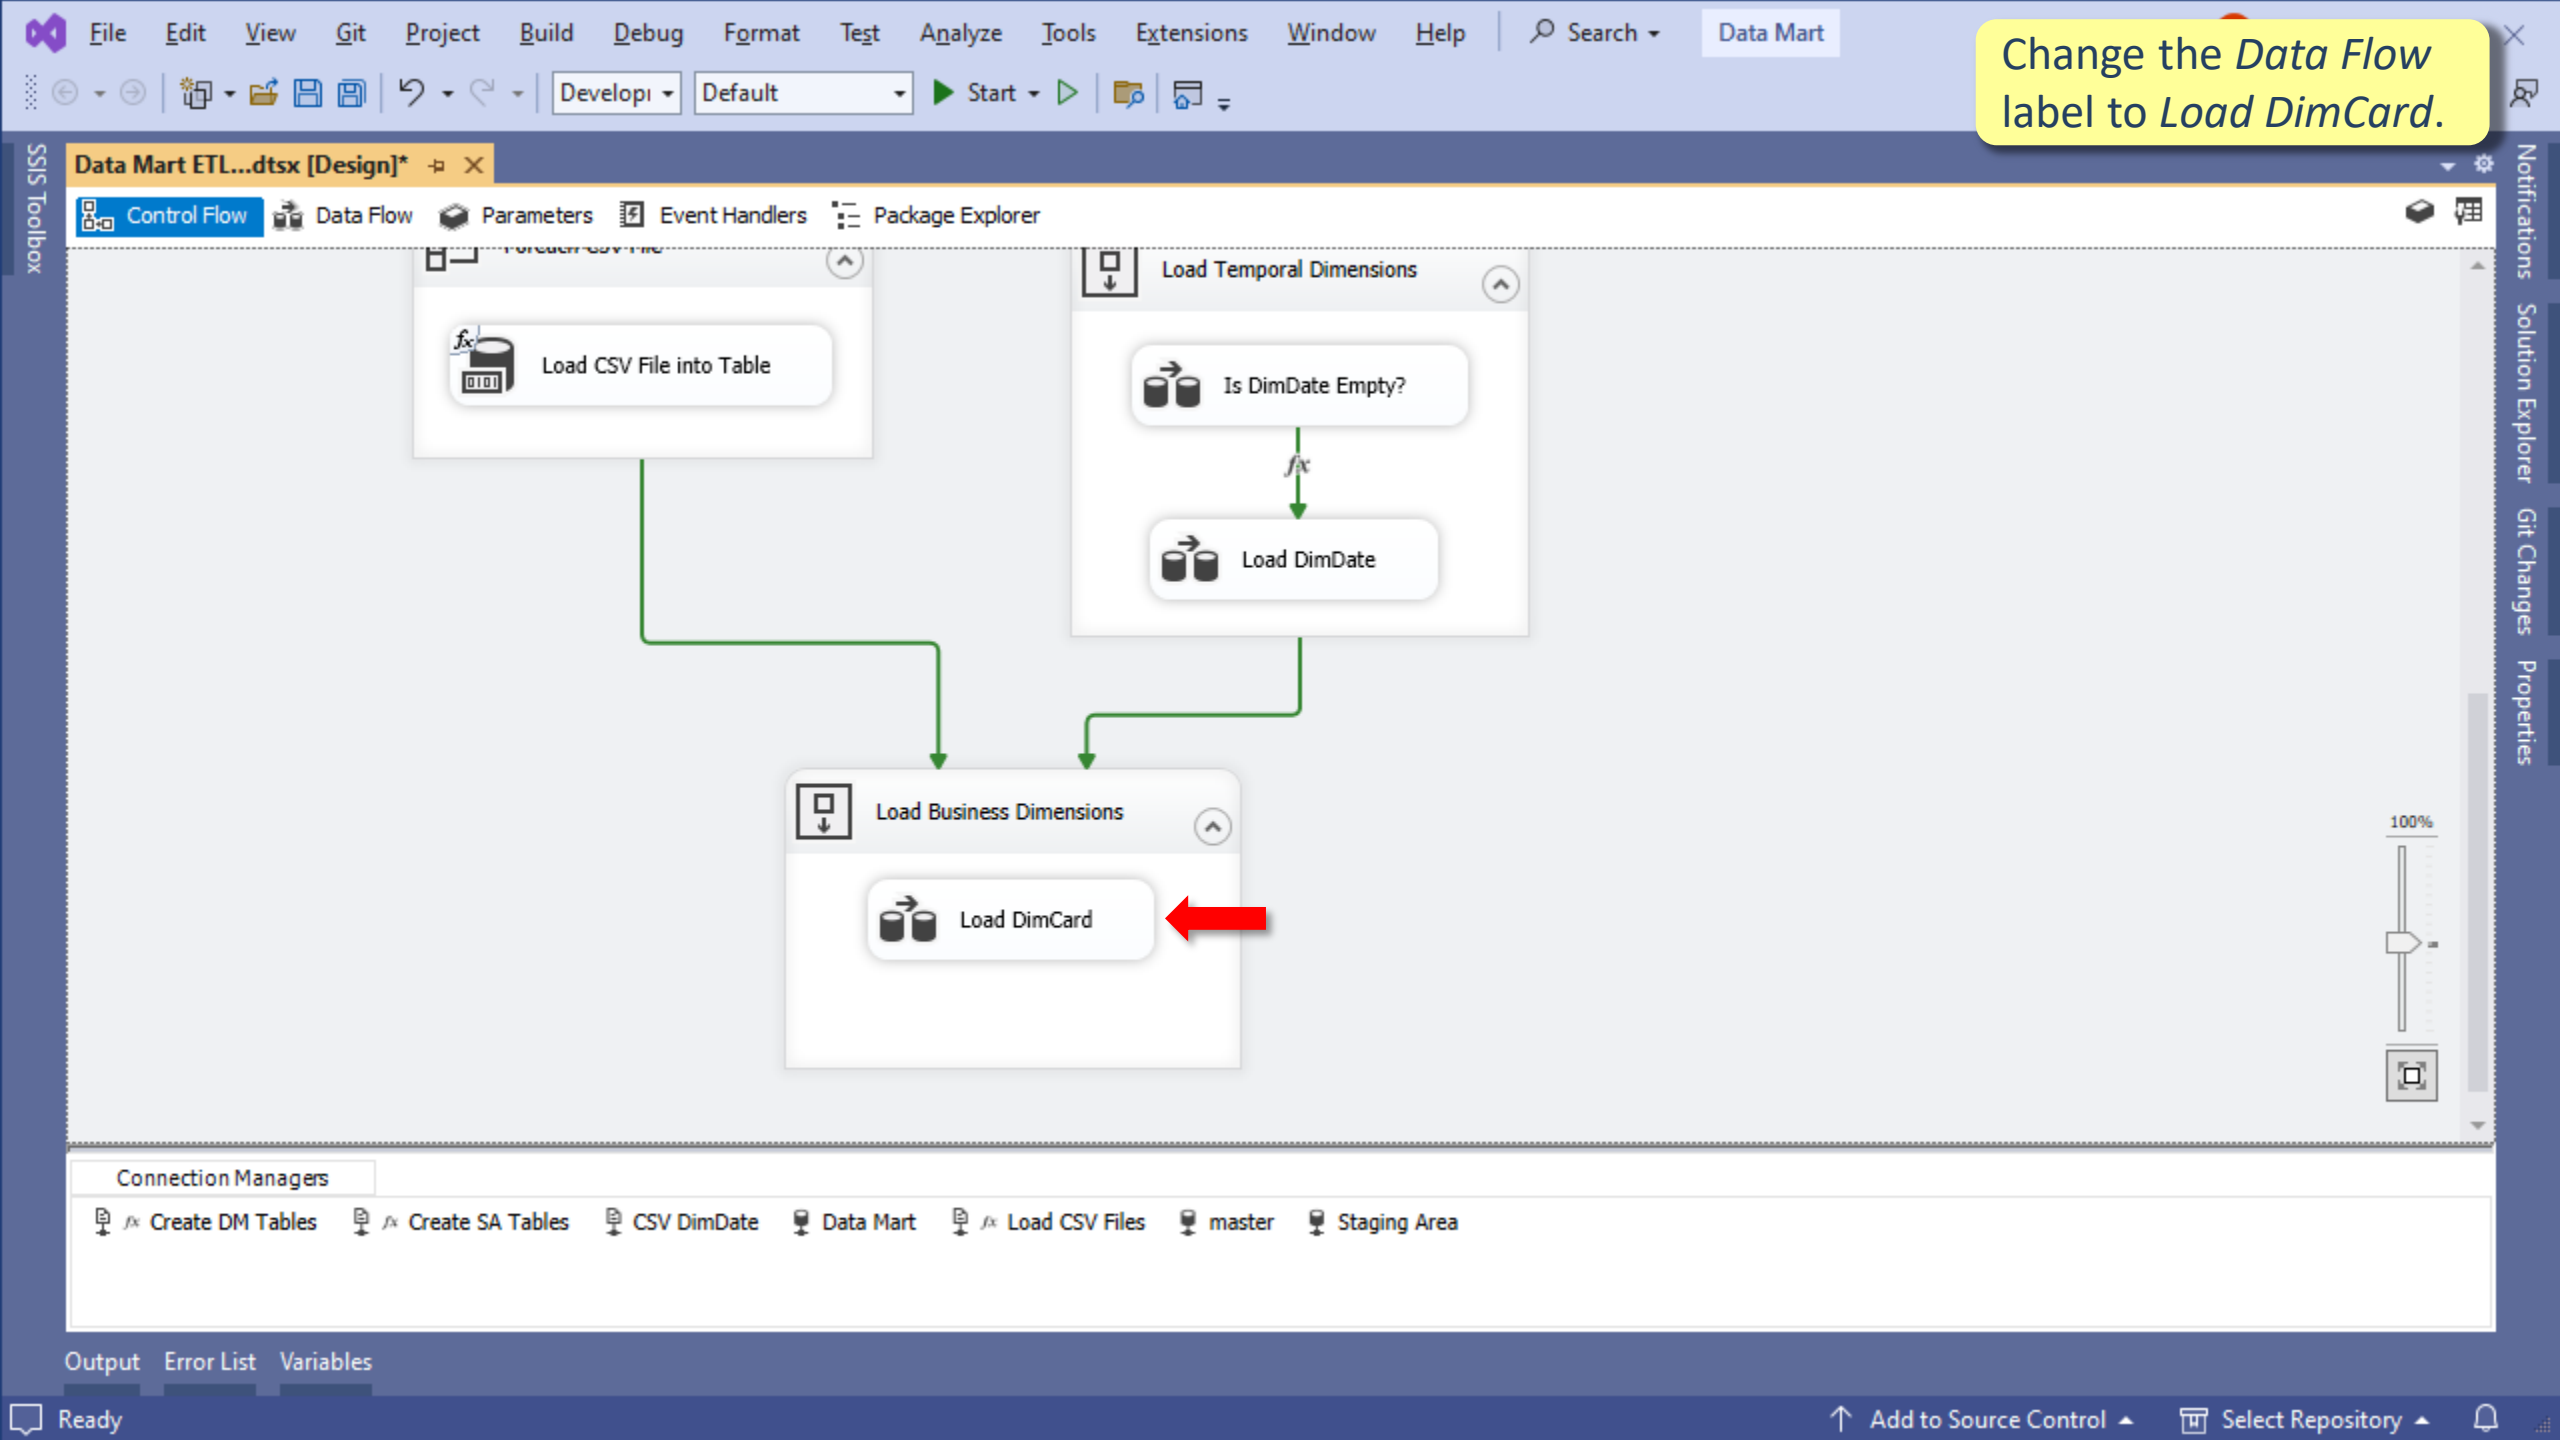 File Edit View Git Project Build Debug Format Test Analyze Tools Extensions Window Help Search Data Mart
Change the Data Flow
label to Load DimCard.
Default Start
SSIS Toolbox
Data Mart ETL...dtsx [Design]*
Control Flow Data Flow Parameters Event Handlers Package Explorer
Notifications
Solution Explorer
Git Changes
Properties
Load Temporal Dimensions
fx
Load CSV File into Table
Is DimDate Empty?
fx
Load DimDate
Load Business Dimensions
100%
Load DimCard
Connection Managers
fx Create DM Tables fx Create SA Tables CSV DimDate Data Mart fx Load CSV Files master Staging Area
Output Error List Variables
Ready Add to Source Control Select Repository